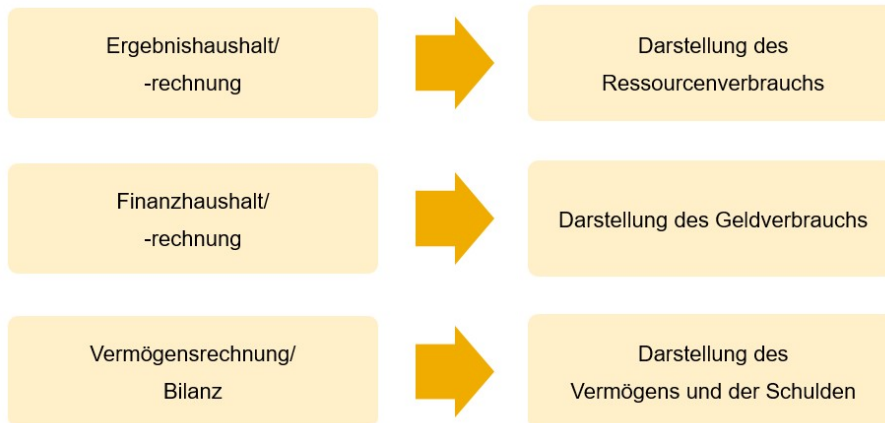 Ergebnishaushalt/
-rechnung
Darstellung des
Ressourcenverbrauchs
Finanzhaushalt/
-rechnung
Darstellung des Geldverbrauchs
Vermögensrechnung/
Bilanz
Darstellung des
Vermögens und der Schulden